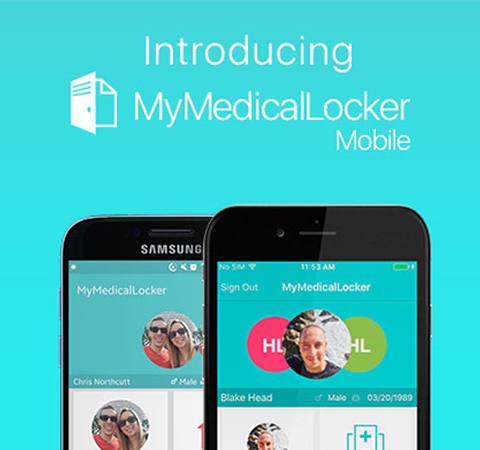 Introducing
MyMedicalLocker
Mobile
SAMSUNG
MyMedicalLocker
Chris Northcutt
Male
No SIM
11:53 AM
Sign Out
MyMedicalLocker
HL
HL
Blake Head
Male
03/20/1989